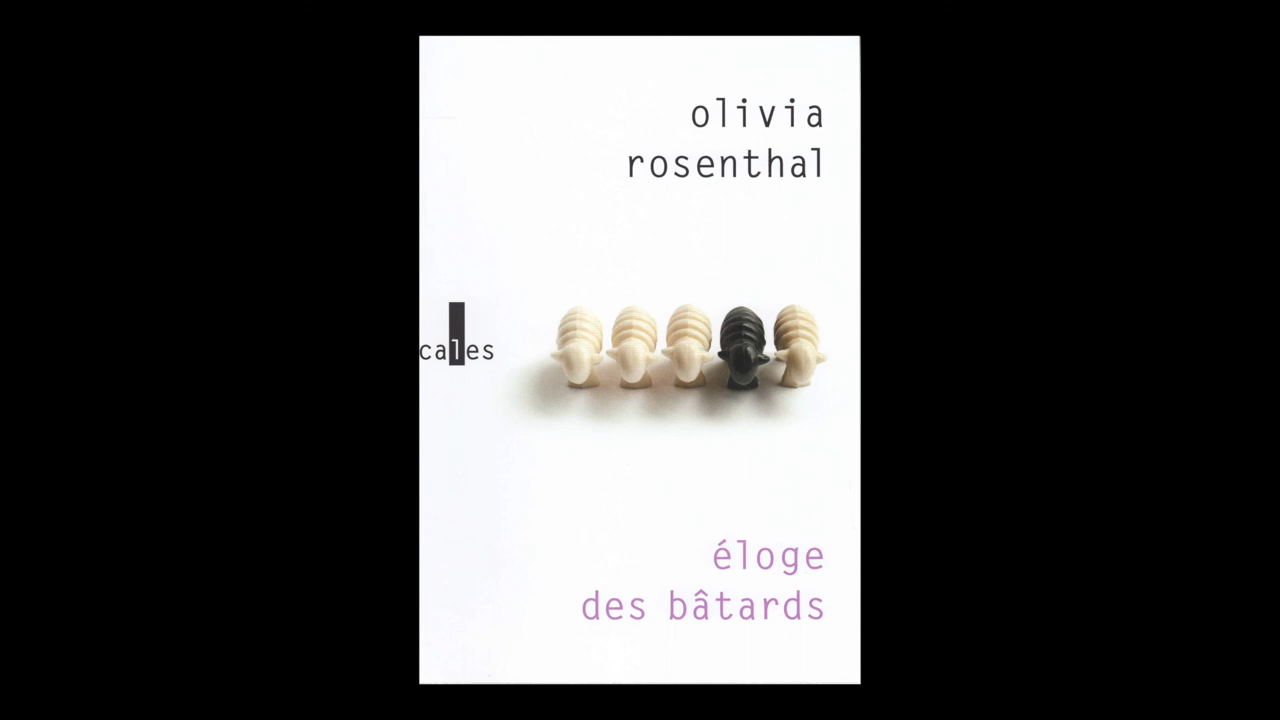 olivia
rosenthal
cales
éloge
des bâtards